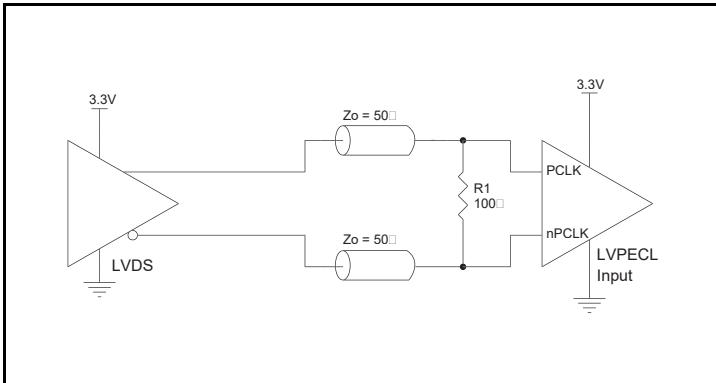 3.3V
3.3V
Zo = 50□
PCLK
R1
100□
nPCLK
Zo = 50□
LVDS
LVPECL
Input